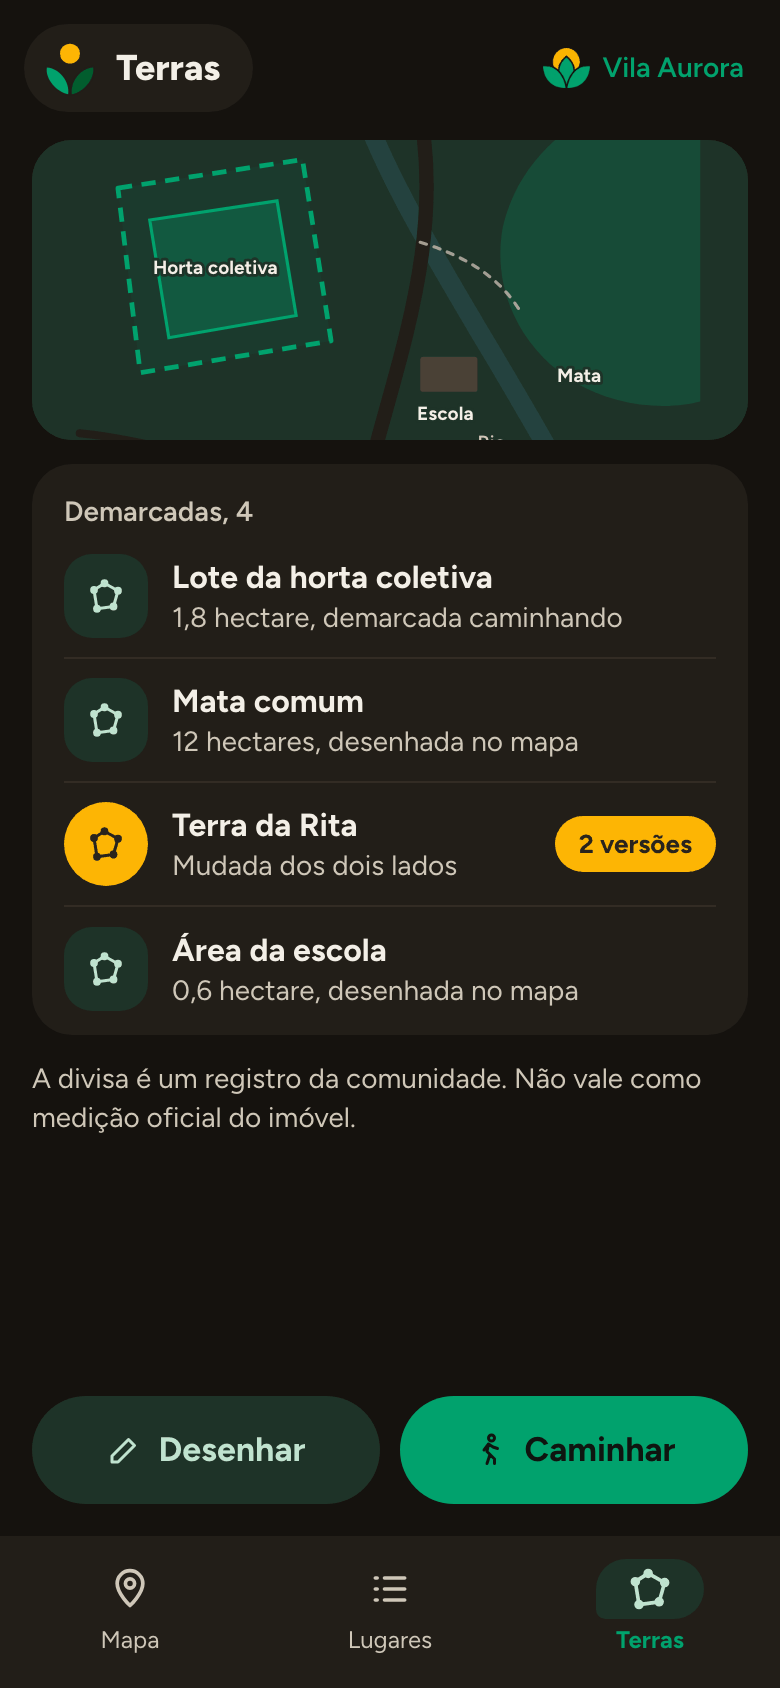 Terras
Vila Aurora
Horta coletiva
Mata
Escola
Demarcadas, 4
Lote da horta coletiva
1,8 hectare, demarcada caminhando
Mata comum
12 hectares, desenhada no mapa
Terra da Rita
Mudada dos dois lados
2 versões
Área da escola
0,6 hectare, desenhada no mapa
A divisa é um registro da comunidade. Não vale como
medição oficial do imóvel.
Desenhar
Caminhar
Mapa
Lugares
Terras